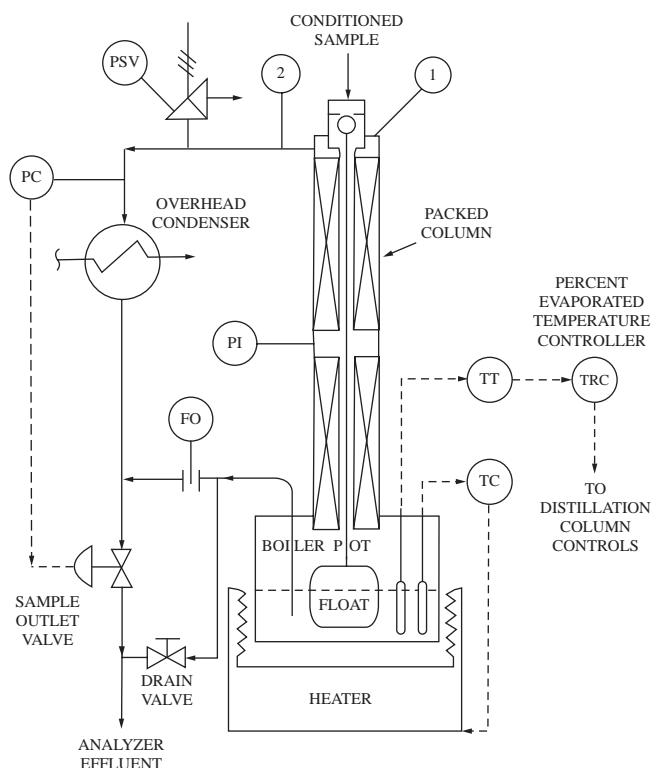 CONDITIONED
SAMPLE
PSV
2
1
PC
OVERHEAD
CONDENSER
PACKED
COLUMN
PERCENT
EVAPORATED
TEMPERATURE
CONTROLLER
PI
TT
TRC
FO
TC
TO
DISTILLATION
COLUMN
CONTROLS
BOILER POT
FLOAT
SAMPLE
OUTLET
VALVE
DRAIN
VALVE
HEATER
ANALYZER
EFFLUENT